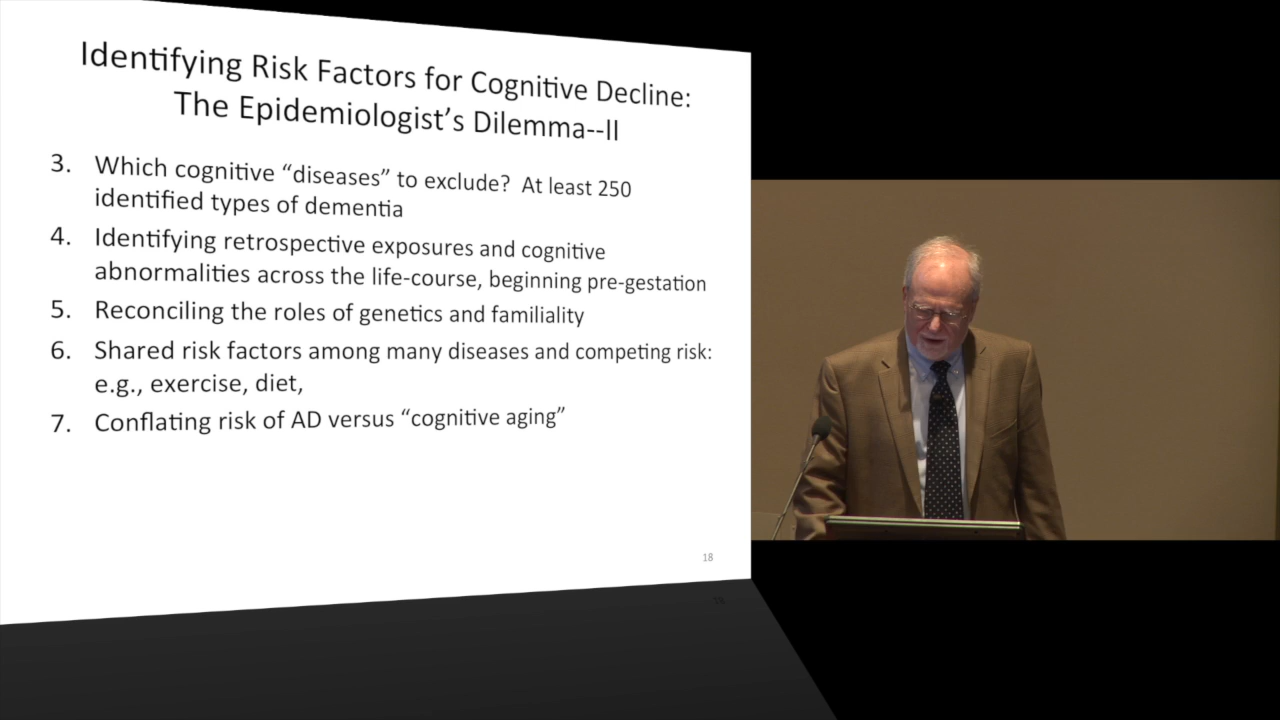 Identifying Risk Factors for Cognitive Decline:
The Epidemiologist's Dilemma--II
3. Which cognitive “diseases” to exclude? At least 250
identified types of dementia
4. Identifying retrospective exposures and cognitive
abnormalities across the life-course, beginning pre-gestation
5. Reconciling the roles of genetics and familiality
6. Shared risk factors among many diseases and competing risk:
e.g., exercise, diet,
7. Conflating risk of AD versus “cognitive aging”
18